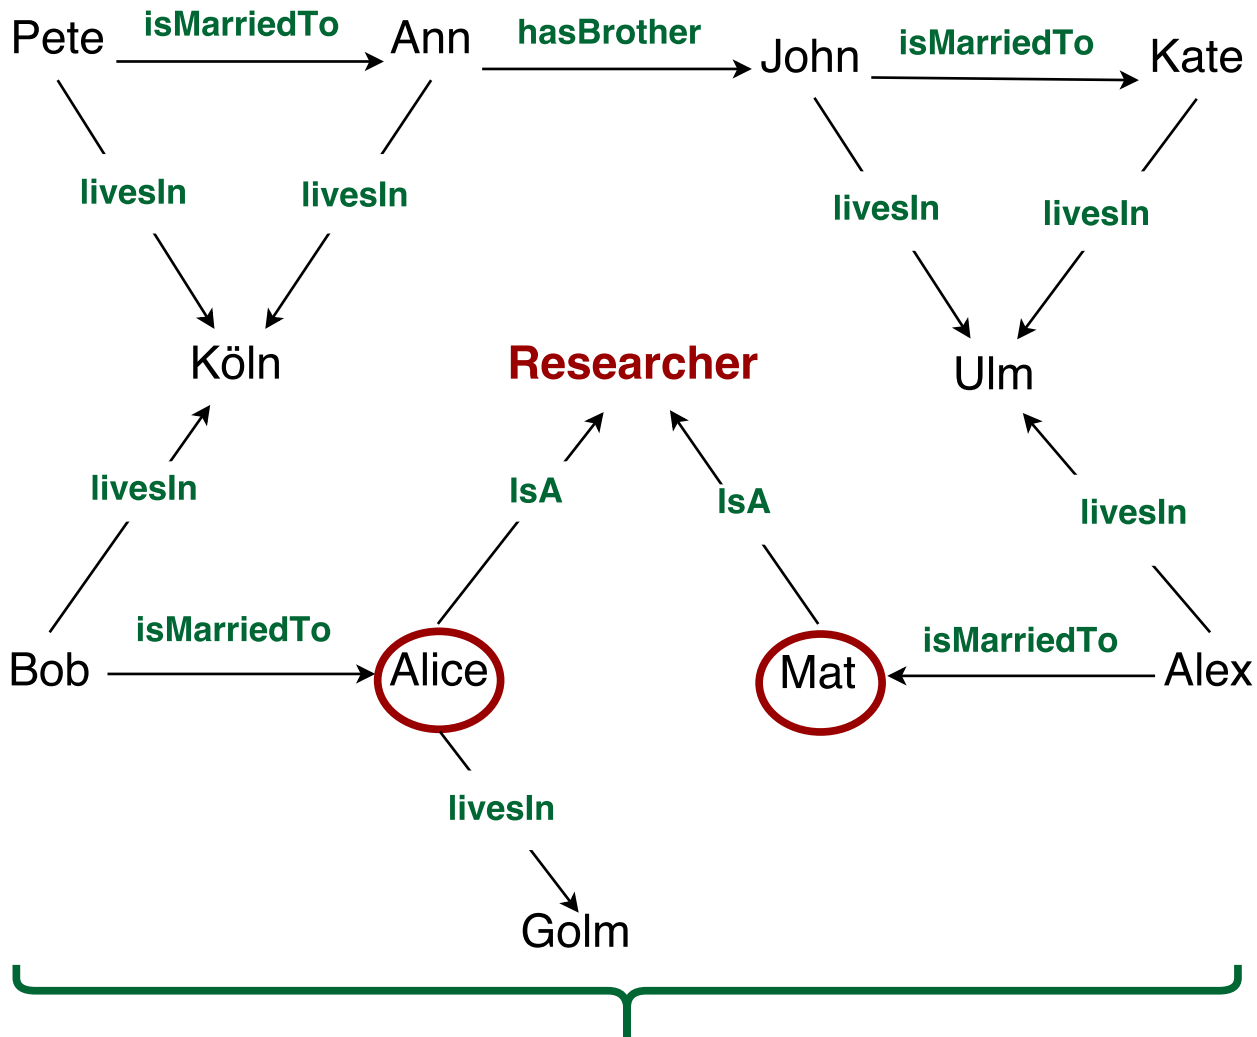 Pete isMarriedTo Ann hasBrother John isMarriedTo Kate
livesIn livesIn livesIn livesIn
Köln Researcher Ulm
livesIn IsA IsA livesIn
isMarriedTo isMarriedTo
Bob Alice Mat Alex
livesIn
Golm